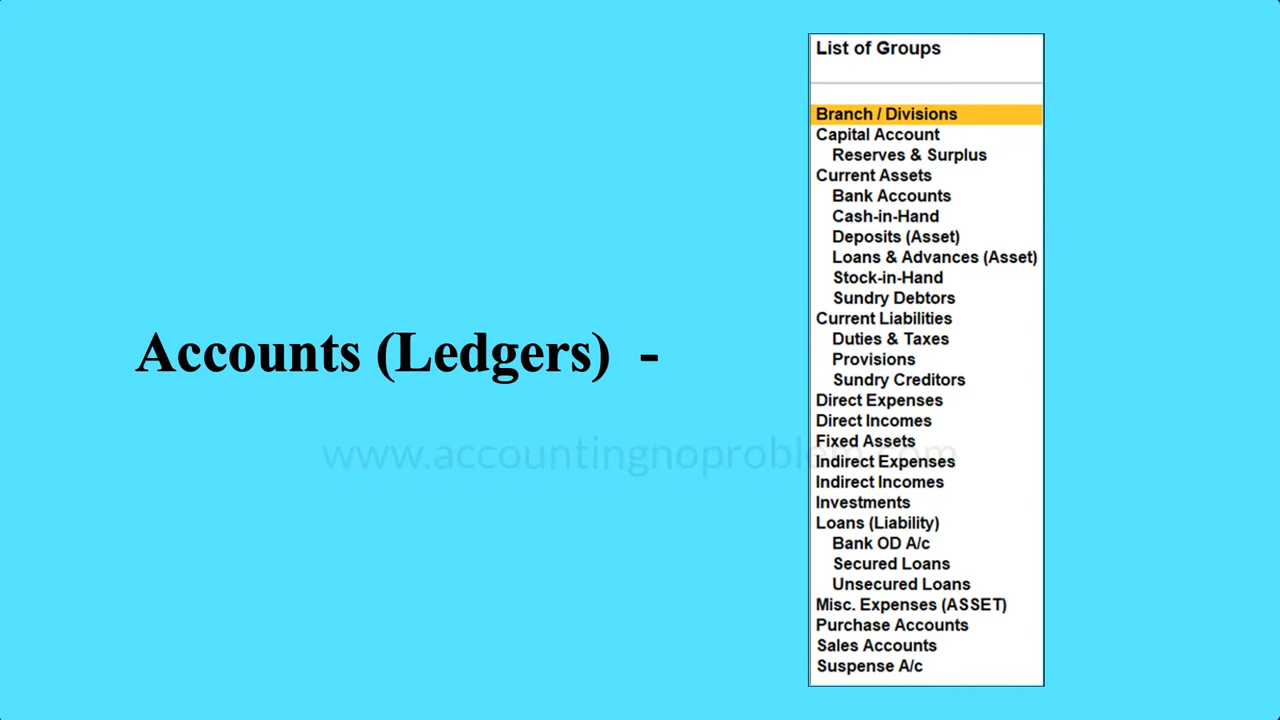 Accounts (Ledgers) -
www.accountingnoproblem.com
List of Groups
Branch / Divisions
Capital Account
Reserves & Surplus
Current Assets
Bank Accounts
Cash-in-Hand
Deposits (Asset)
Loans & Advances (Asset)
Stock-in-Hand
Sundry Debtors
Current Liabilities
Duties & Taxes
Provisions
Sundry Creditors
Direct Expenses
Direct Incomes
Fixed Assets
Indirect Expenses
Indirect Incomes
Investments
Loans (Liability)
Bank OD A/c
Secured Loans
Unsecured Loans
Misc. Expenses (ASSET)
Purchase Accounts
Sales Accounts
Suspense A/c